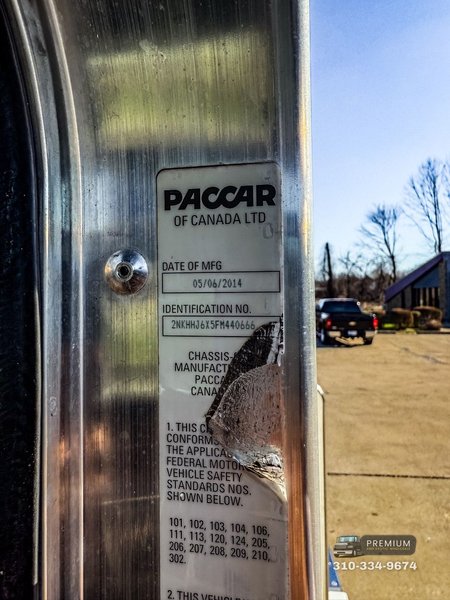 PACCAR
OF CANADA LTD
DATE OF MFG
05/06/2014
IDENTIFICATION NO.
2NKHHJ6X5FM440666
CHASSIS-
MANUFACT
PACCA
CANA
1. THIS C
CONFORMS
THE APPLICA
FEDERAL MOTOR
VEHICLE SAFETY
STANDARDS NOS.
SHOWN BELOW.
101, 102, 103, 104, 106,
111, 113, 120, 124, 205,
206, 207, 208, 209, 210,
302.
2. THIS VEHICLE
PREMIUM
310-334-9674